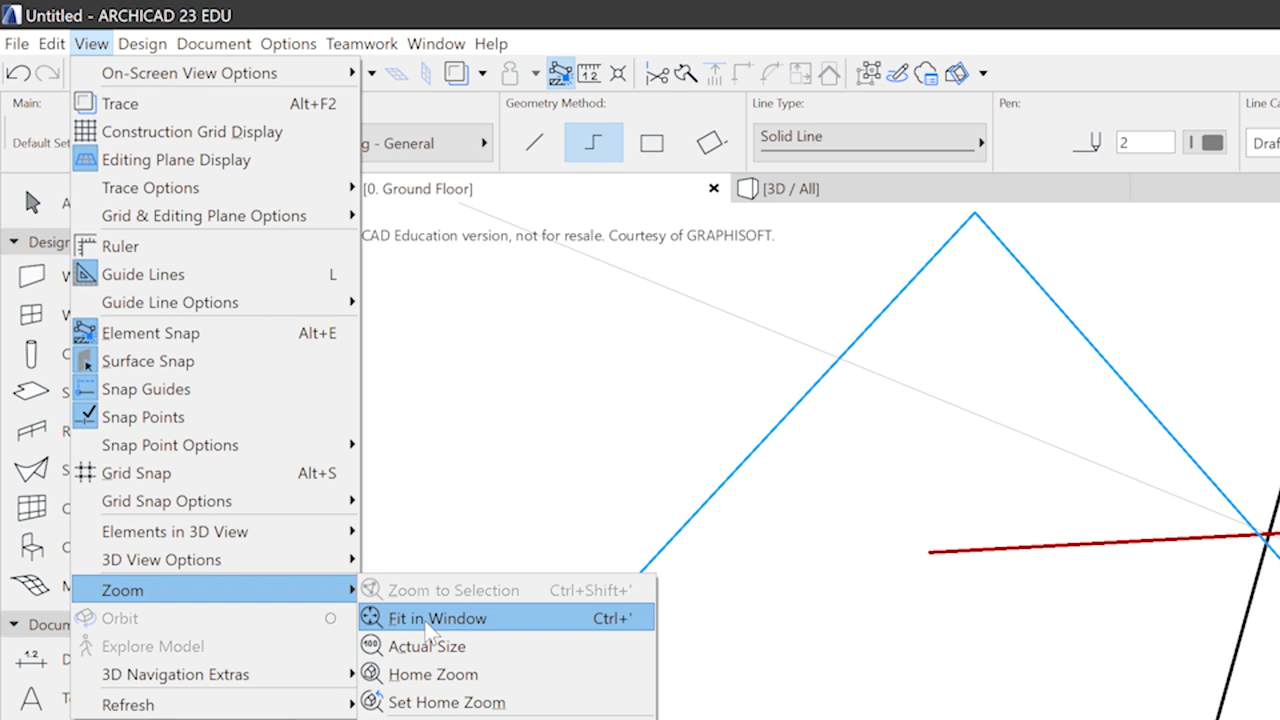 Untitled - ARCHICAD 23 EDU
File Edit View Design Document Options Teamwork Window Help
Main:
Geometry Method:
Line Type:
Pen:
Line Ca
Default Set
g - General
Solid Line
2
Draf
[0. Ground Floor]
[3D / All]
CAD Education version, not for resale. Courtesy of GRAPHISOFT.
A
Design
W
W
C
S
R
S
C
C
M
Docum
1.2
D
A
On-Screen View Options
Trace Alt+F2
Construction Grid Display
Editing Plane Display
Trace Options
Grid & Editing Plane Options
Ruler
Guide Lines L
Guide Line Options
Element Snap Alt+E
Surface Snap
Snap Guides
Snap Points
Snap Point Options
Grid Snap Alt+S
Grid Snap Options
Elements in 3D View
3D View Options
Zoom
Orbit O
Explore Model
3D Navigation Extras
Refresh
Zoom to Selection Ctrl+Shift+'
Fit in Window Ctrl+'
Actual Size
Home Zoom
Set Home Zoom